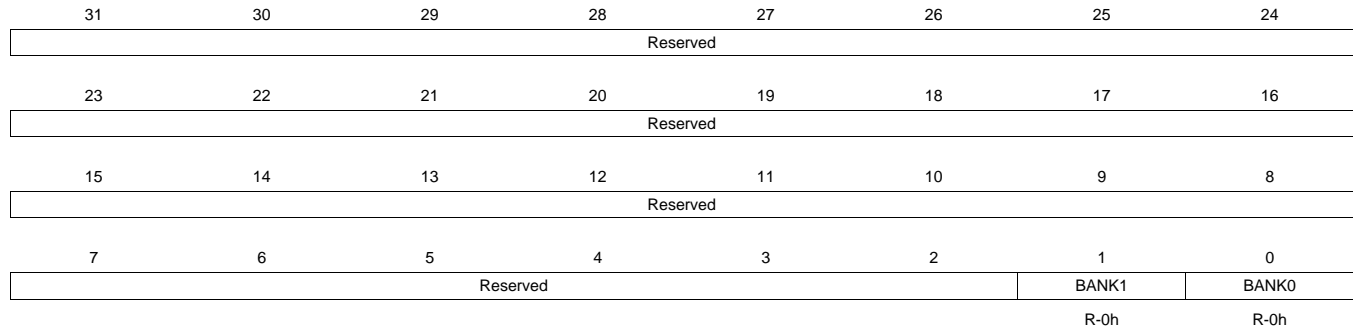 31 30 29 28 27 26 25 24
Reserved
23 22 21 20 19 18 17 16
Reserved
15 14 13 12 11 10 9 8
Reserved
7 6 5 4 3 2 1 0
Reserved BANK1 BANK0
R-0h R-0h